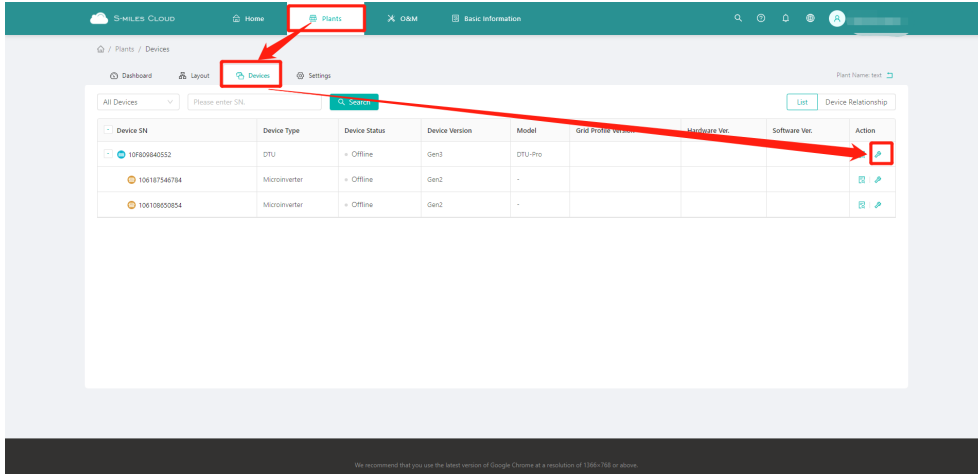 S-Miles Cloud Home Plants O&M Basic Information A
/ Plants / Devices
Dashboard Layout Devices Settings Plant Name: text
All Devices Please enter SN. Search List Device Relationship
Device SN Device Type Device Status Device Version Model Grid Profile Version Hardware Ver. Software Ver. Action
10F809840552 DTU Offline Gen3 DTU-Pro
106187546784 Microinverter Offline Gen2 -
106108650854 Microinverter Offline Gen2 -
We recommend that you use the latest version of Google Chrome at a resolution of 1366×768 or above.